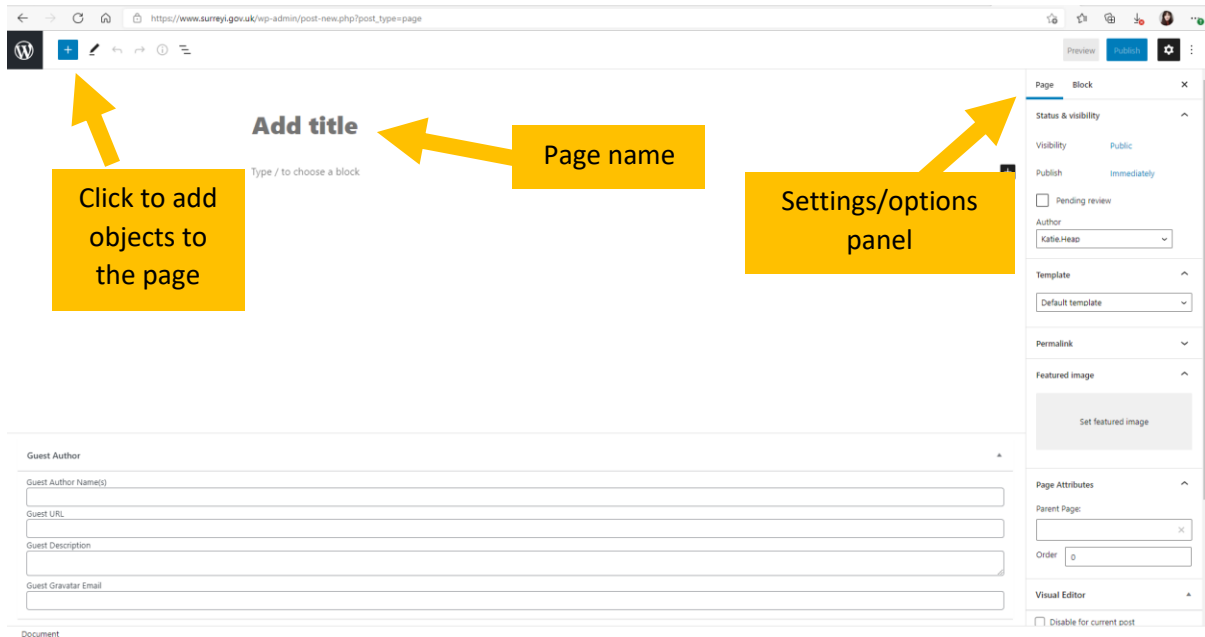 https://www.surreyi.gov.uk/wp-admin/post-new.php?post_type=page
Preview
Publish
Add title
Type / to choose a block
Click to add
objects to
the page
Page name
Settings/options
panel
Page Block
Status & visibility
Visibility Public
Publish Immediately
Pending review
Author
Katie.Heap
Template
Default template
Permalink
Featured image
Set featured image
Page Attributes
Parent Page:
Order 0
Visual Editor
Disable for current post
Guest Author
Guest Author Name(s)
Guest URL
Guest Description
Guest Gravatar Email
Document